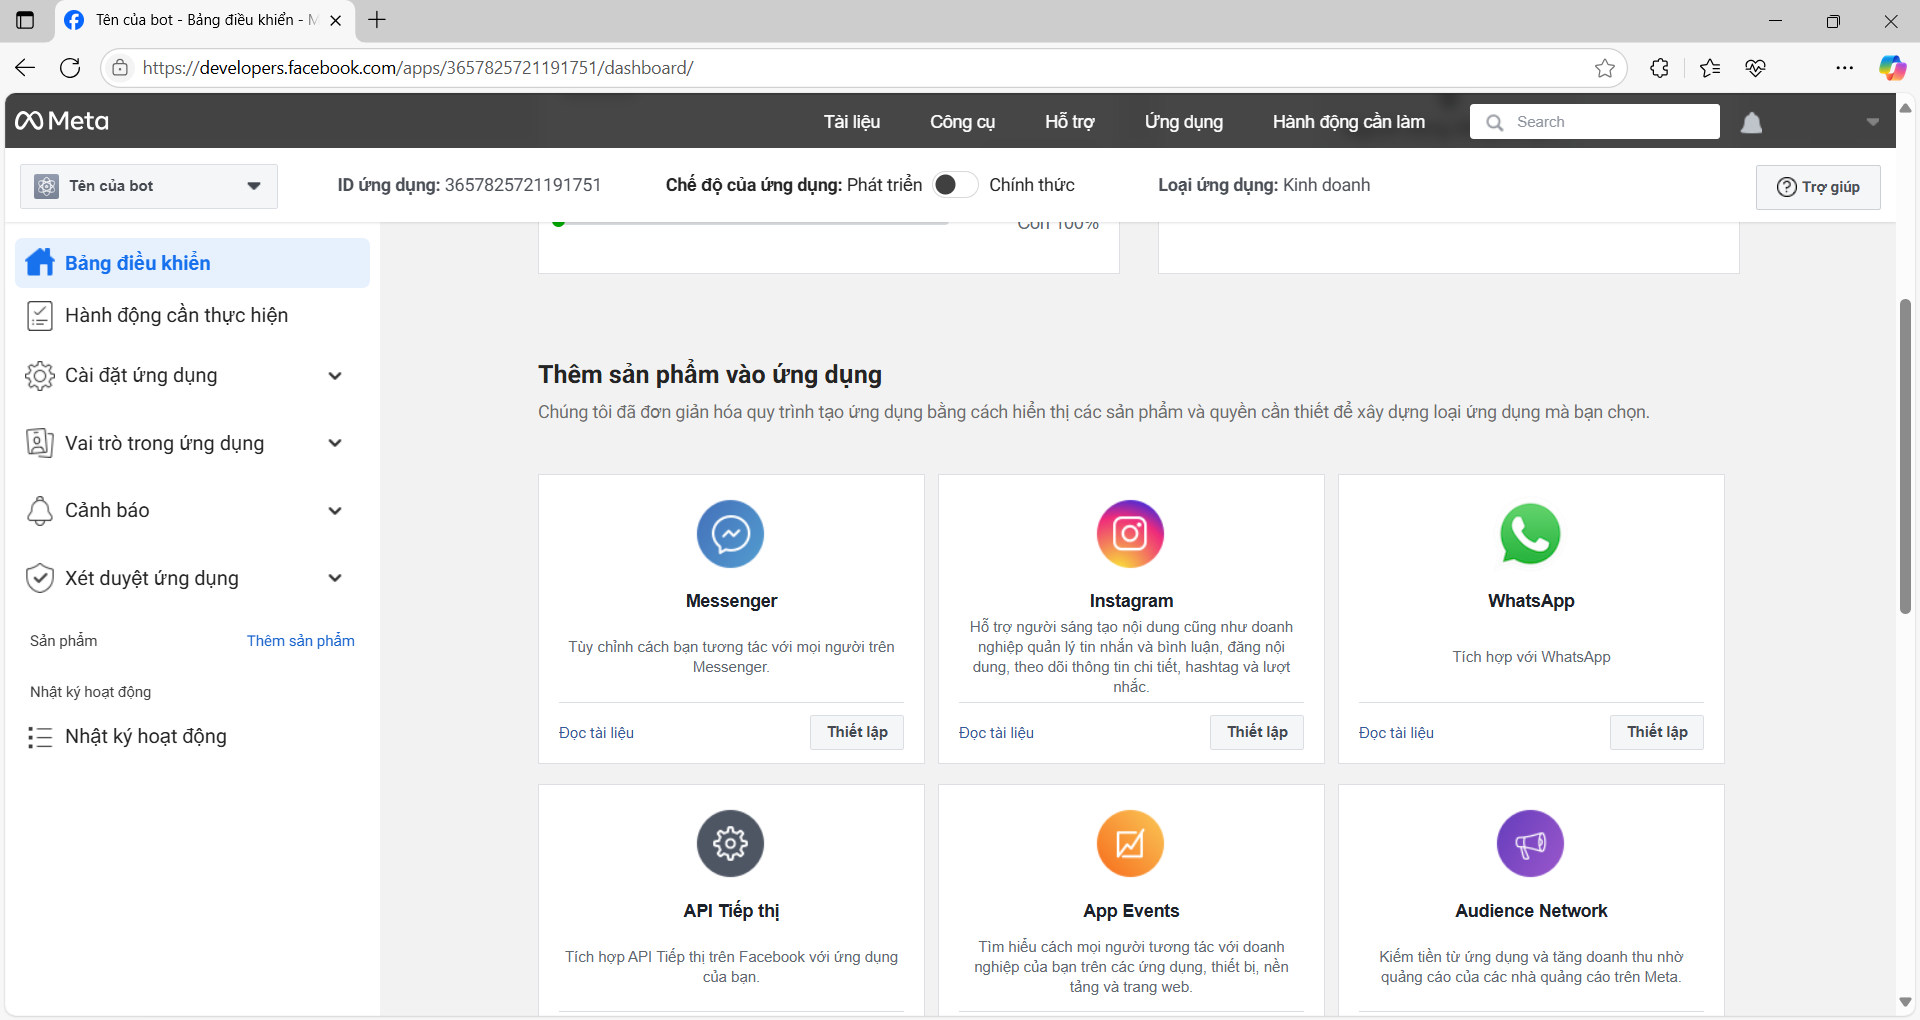 Tên của bot - Bảng điều khiển - M
https://developers.facebook.com/apps/3657825721191751/dashboard/
Meta
Tài liệu
Công cụ
Hỗ trợ
Ứng dụng
Hành động cần làm
Search
Tên của bot
ID ứng dụng: 3657825721191751
Chế độ của ứng dụng: Phát triển
Chính thức
Loại ứng dụng: Kinh doanh
Trợ giúp
Còn 100%
Bảng điều khiển
Hành động cần thực hiện
Cài đặt ứng dụng
Vai trò trong ứng dụng
Cảnh báo
Xét duyệt ứng dụng
Sản phẩm
Thêm sản phẩm
Nhật ký hoạt động
Nhật ký hoạt động
Thêm sản phẩm vào ứng dụng
Chúng tôi đã đơn giản hóa quy trình tạo ứng dụng bằng cách hiển thị các sản phẩm và quyền cần thiết để xây dựng loại ứng dụng mà bạn chọn.
Messenger
Tùy chỉnh cách bạn tương tác với mọi người trên
Messenger.
Đọc tài liệu
Thiết lập
Instagram
Hỗ trợ người sáng tạo nội dung cũng như doanh
nghiệp quản lý tin nhắn và bình luận, đăng nội
dung, theo dõi thông tin chi tiết, hashtag và lượt
nhắc.
Đọc tài liệu
Thiết lập
WhatsApp
Tích hợp với WhatsApp
Đọc tài liệu
Thiết lập
API Tiếp thị
Tích hợp API Tiếp thị trên Facebook với ứng dụng
của bạn.
App Events
Tìm hiểu cách mọi người tương tác với doanh
nghiệp của bạn trên các ứng dụng, thiết bị, nền
tảng và trang web.
Audience Network
Kiếm tiền từ ứng dụng và tăng doanh thu nhờ
quảng cáo của các nhà quảng cáo trên Meta.